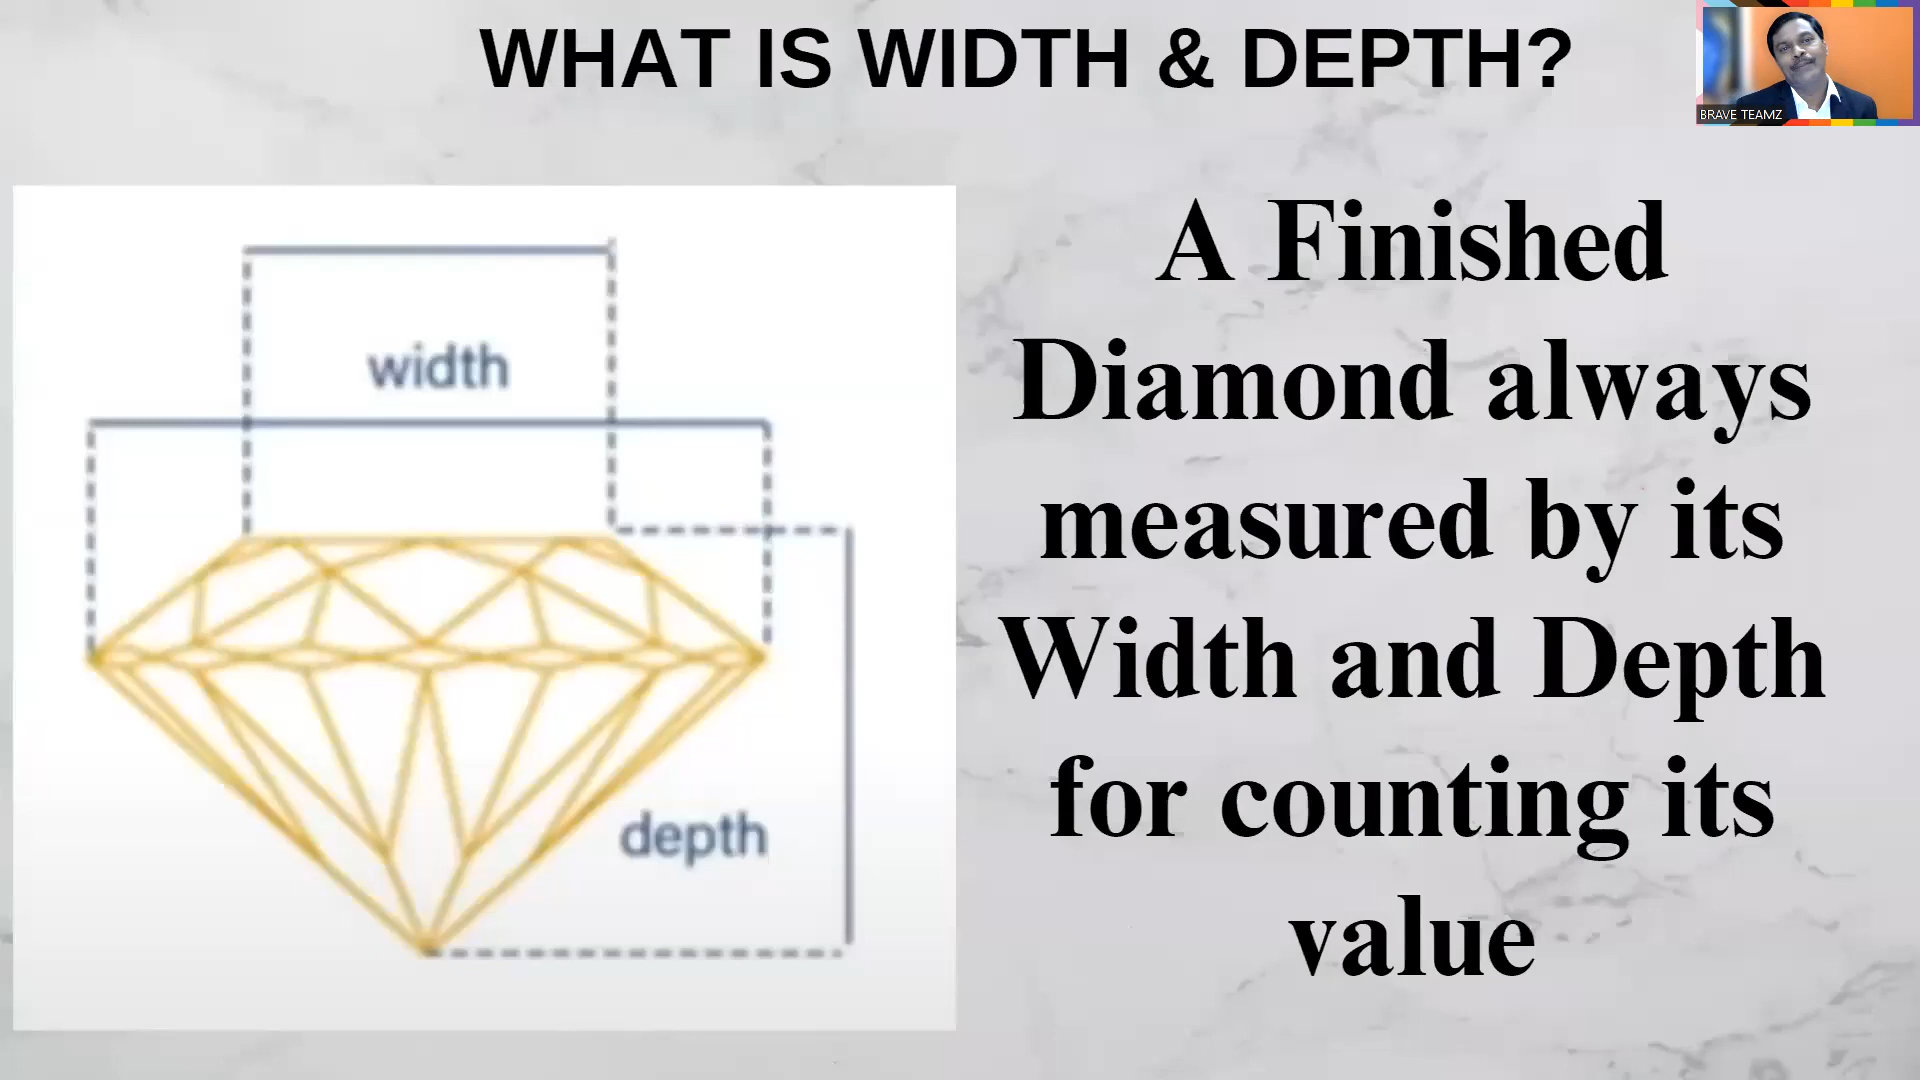 WHAT IS WIDTH & DEPTH?
BRAVE TEAMZ
width
depth
A Finished
Diamond always
measured by its
Width and Depth
for counting its
value